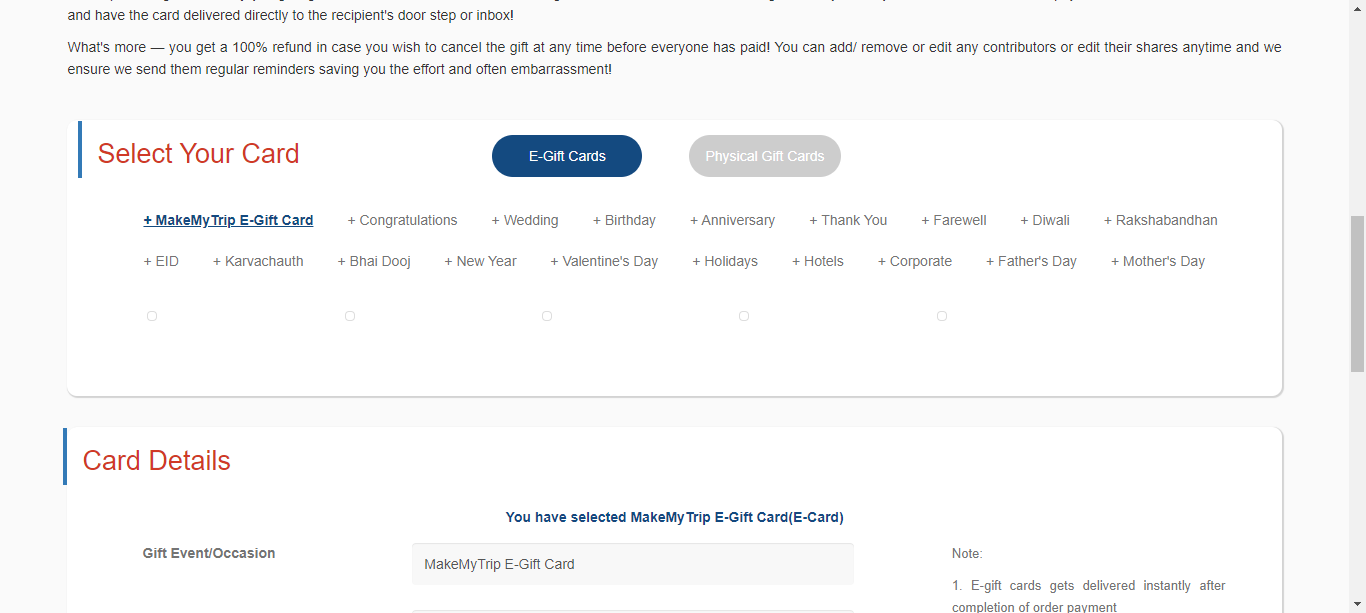 and have the card delivered directly to the recipient's door step or inbox!
What's more — you get a 100% refund in case you wish to cancel the gift at any time before everyone has paid! You can add/ remove or edit any contributors or edit their shares anytime and we
ensure we send them regular reminders saving you the effort and often embarrassment!
Select Your Card
E-Gift Cards
Physical Gift Cards
+ MakeMyTrip E-Gift Card + Congratulations + Wedding + Birthday + Anniversary + Thank You + Farewell + Diwali + Rakshabandhan
+ EID + Karvachauth + Bhai Dooj + New Year + Valentine's Day + Holidays + Hotels + Corporate + Father's Day + Mother's Day
Card Details
You have selected MakeMyTrip E-Gift Card(E-Card)
Gift Event/Occasion
MakeMyTrip E-Gift Card
Note:
1. E-gift cards gets delivered instantly after
completion of order payment